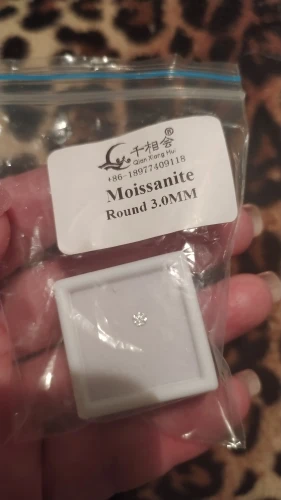 千相会®
Qian Xiang Hui
+86-18977409118
Moissanite
Round 3.0MM